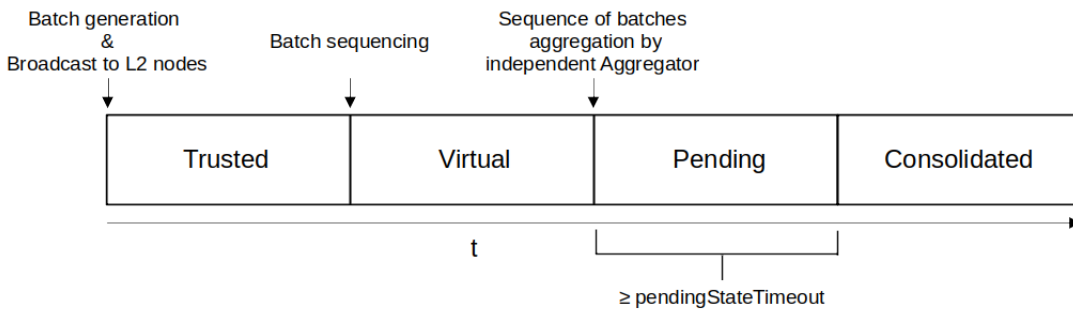 Batch generation
&
Broadcast to L2 nodes
Batch sequencing
Sequence of batches
aggregation by
independent Aggregator
Trusted
Virtual
Pending
Consolidated
t
≥ pendingStateTimeout